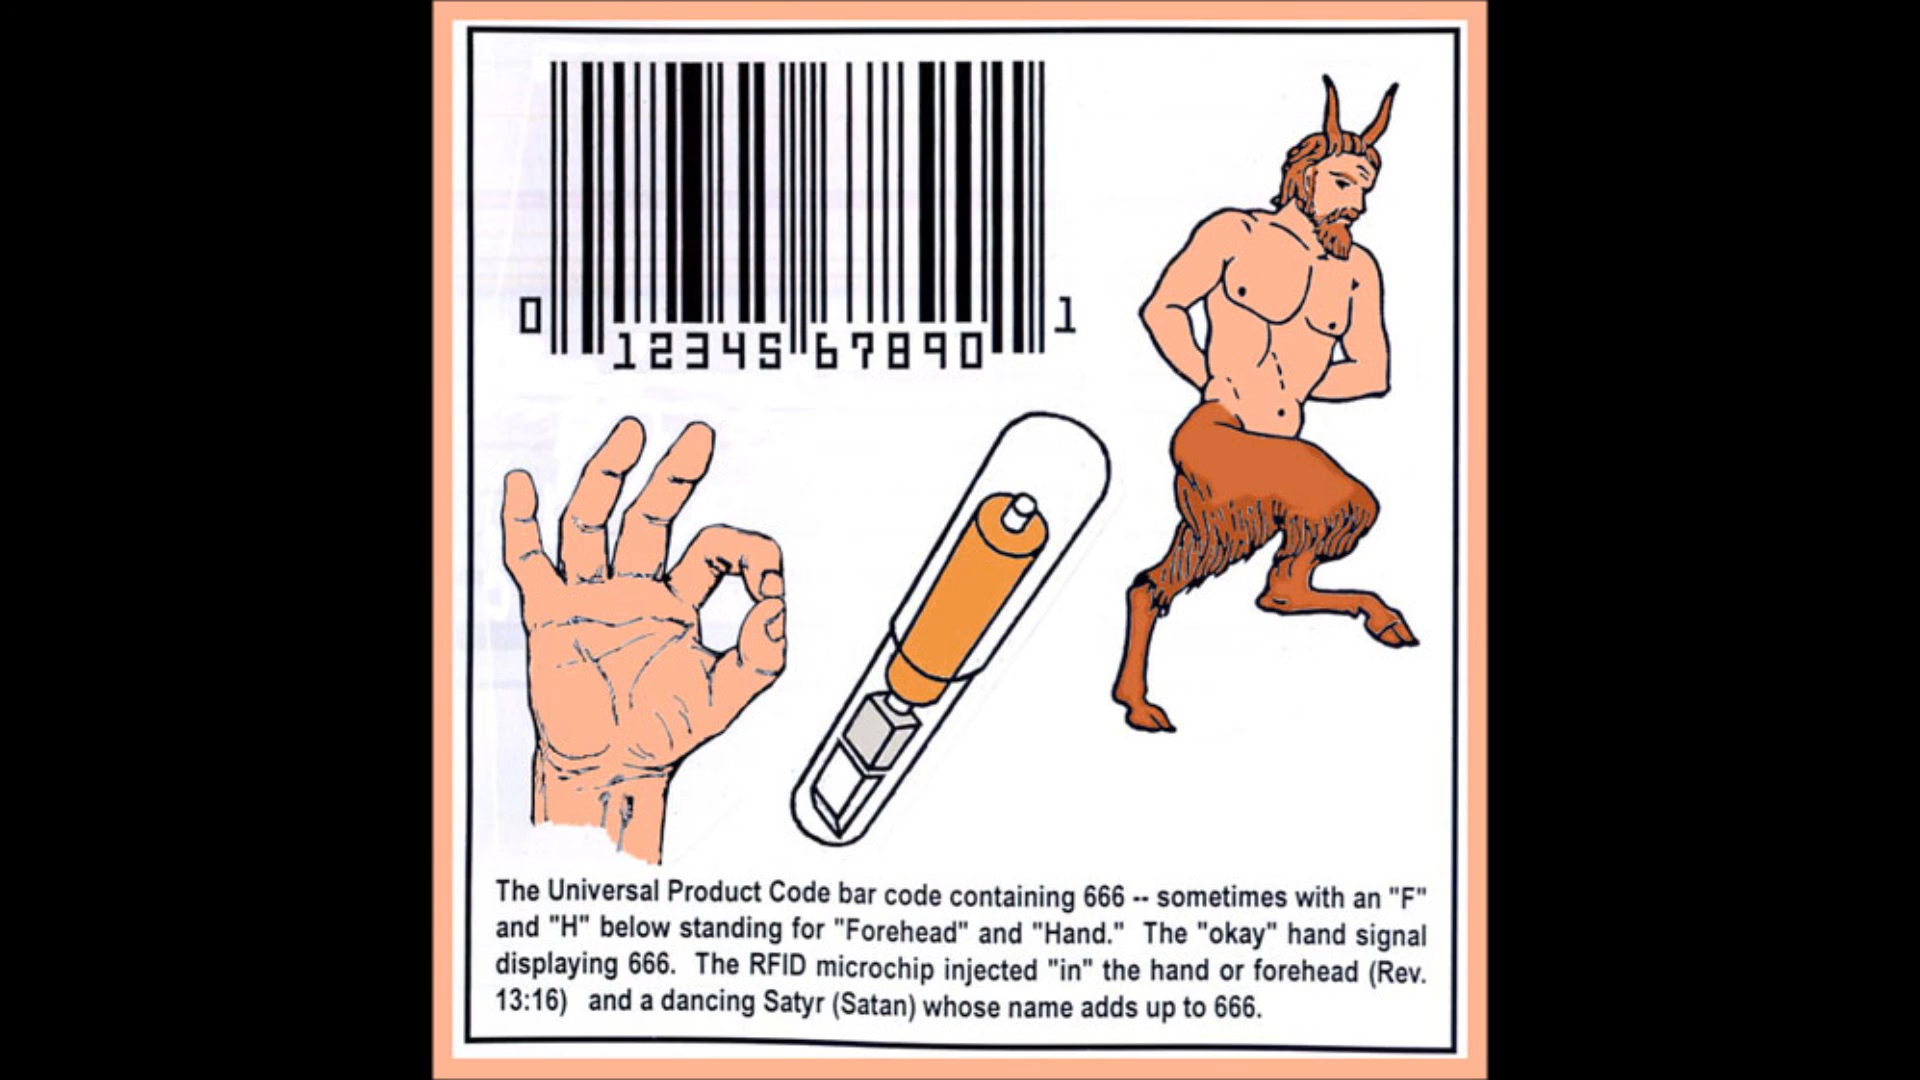 0 12345 67890 1
The Universal Product Code bar code containing 666 -- sometimes with an "F"
and "H" below standing for "Forehead" and "Hand." The "okay" hand signal
displaying 666. The RFID microchip injected "in" the hand or forehead (Rev.
13:16) and a dancing Satyr (Satan) whose name adds up to 666.